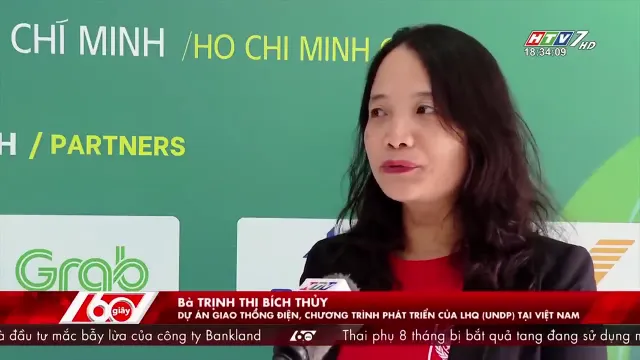 CHÍ MINH / HO CHI MINH
HTV7 HD
18:34:09
H / PARTNERS
Grab
HTV
60 giây
Bà TRỊNH THỊ BÍCH THỦY
DỰ ÁN GIAO THÔNG ĐIỆN, CHƯƠNG TRÌNH PHÁT TRIỂN CỦA LHQ (UNDP) TẠI VIỆT NAM
à đầu tư mắc bẫy lừa của công ty Bankland 60giây Thai phụ 8 tháng bị bắt quả tang đang sử dụng